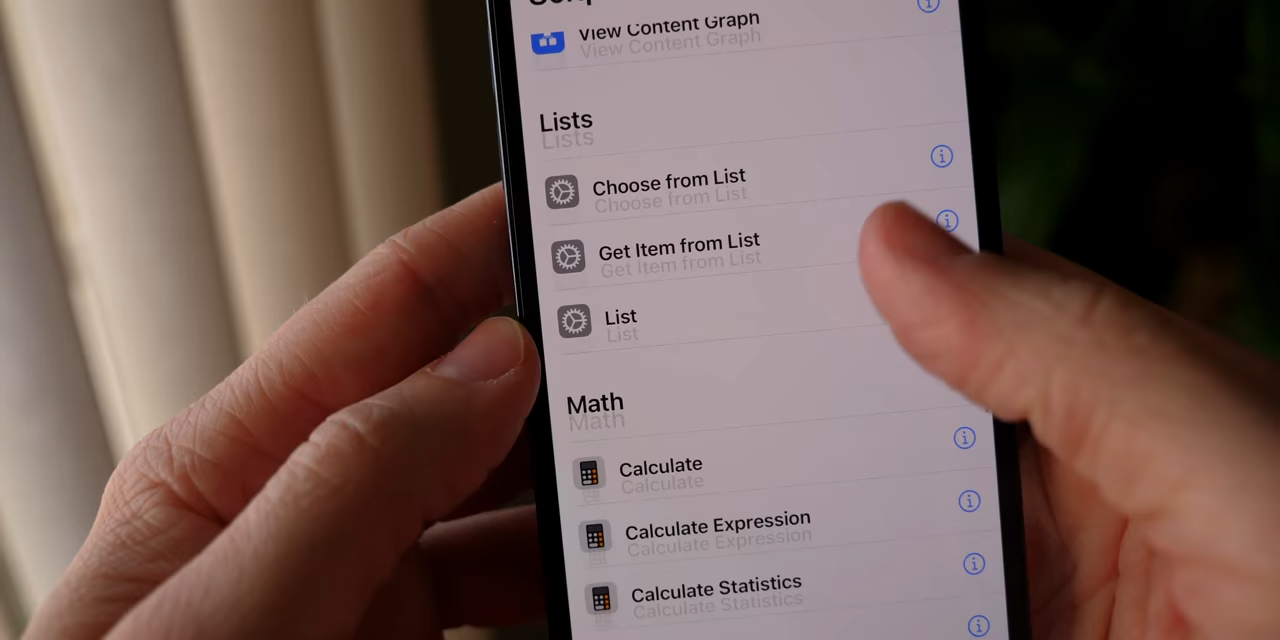 View Content Graph
Lists
Choose from List
Get Item from List
List
Math
Calculate
Calculate Expression
Calculate Statistics